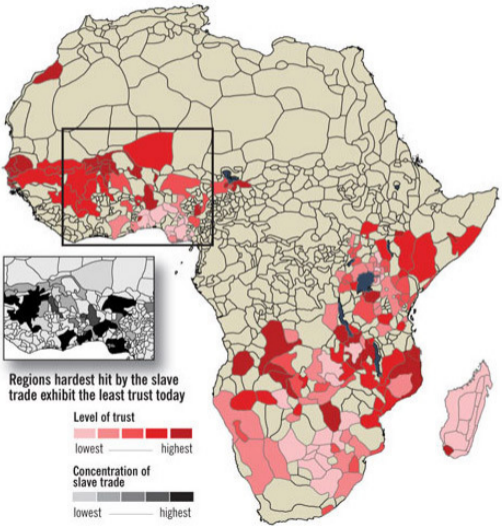 Regions hardest hit by the slave
trade exhibit the least trust today
Level of trust
lowest highest
Concentration of
slave trade
lowest highest